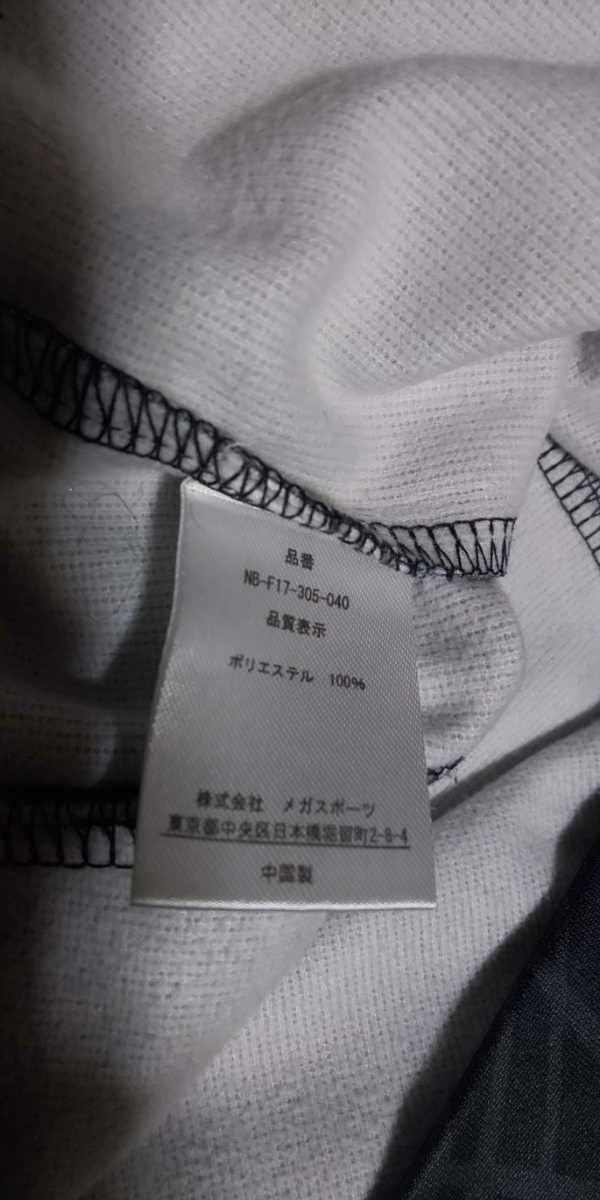 品番
NB-F17-305-040
品質表示
ポリエステル 100%
株式会社 メガスポーツ
東京都中央区日本橋堀留町2-8-4
中国製